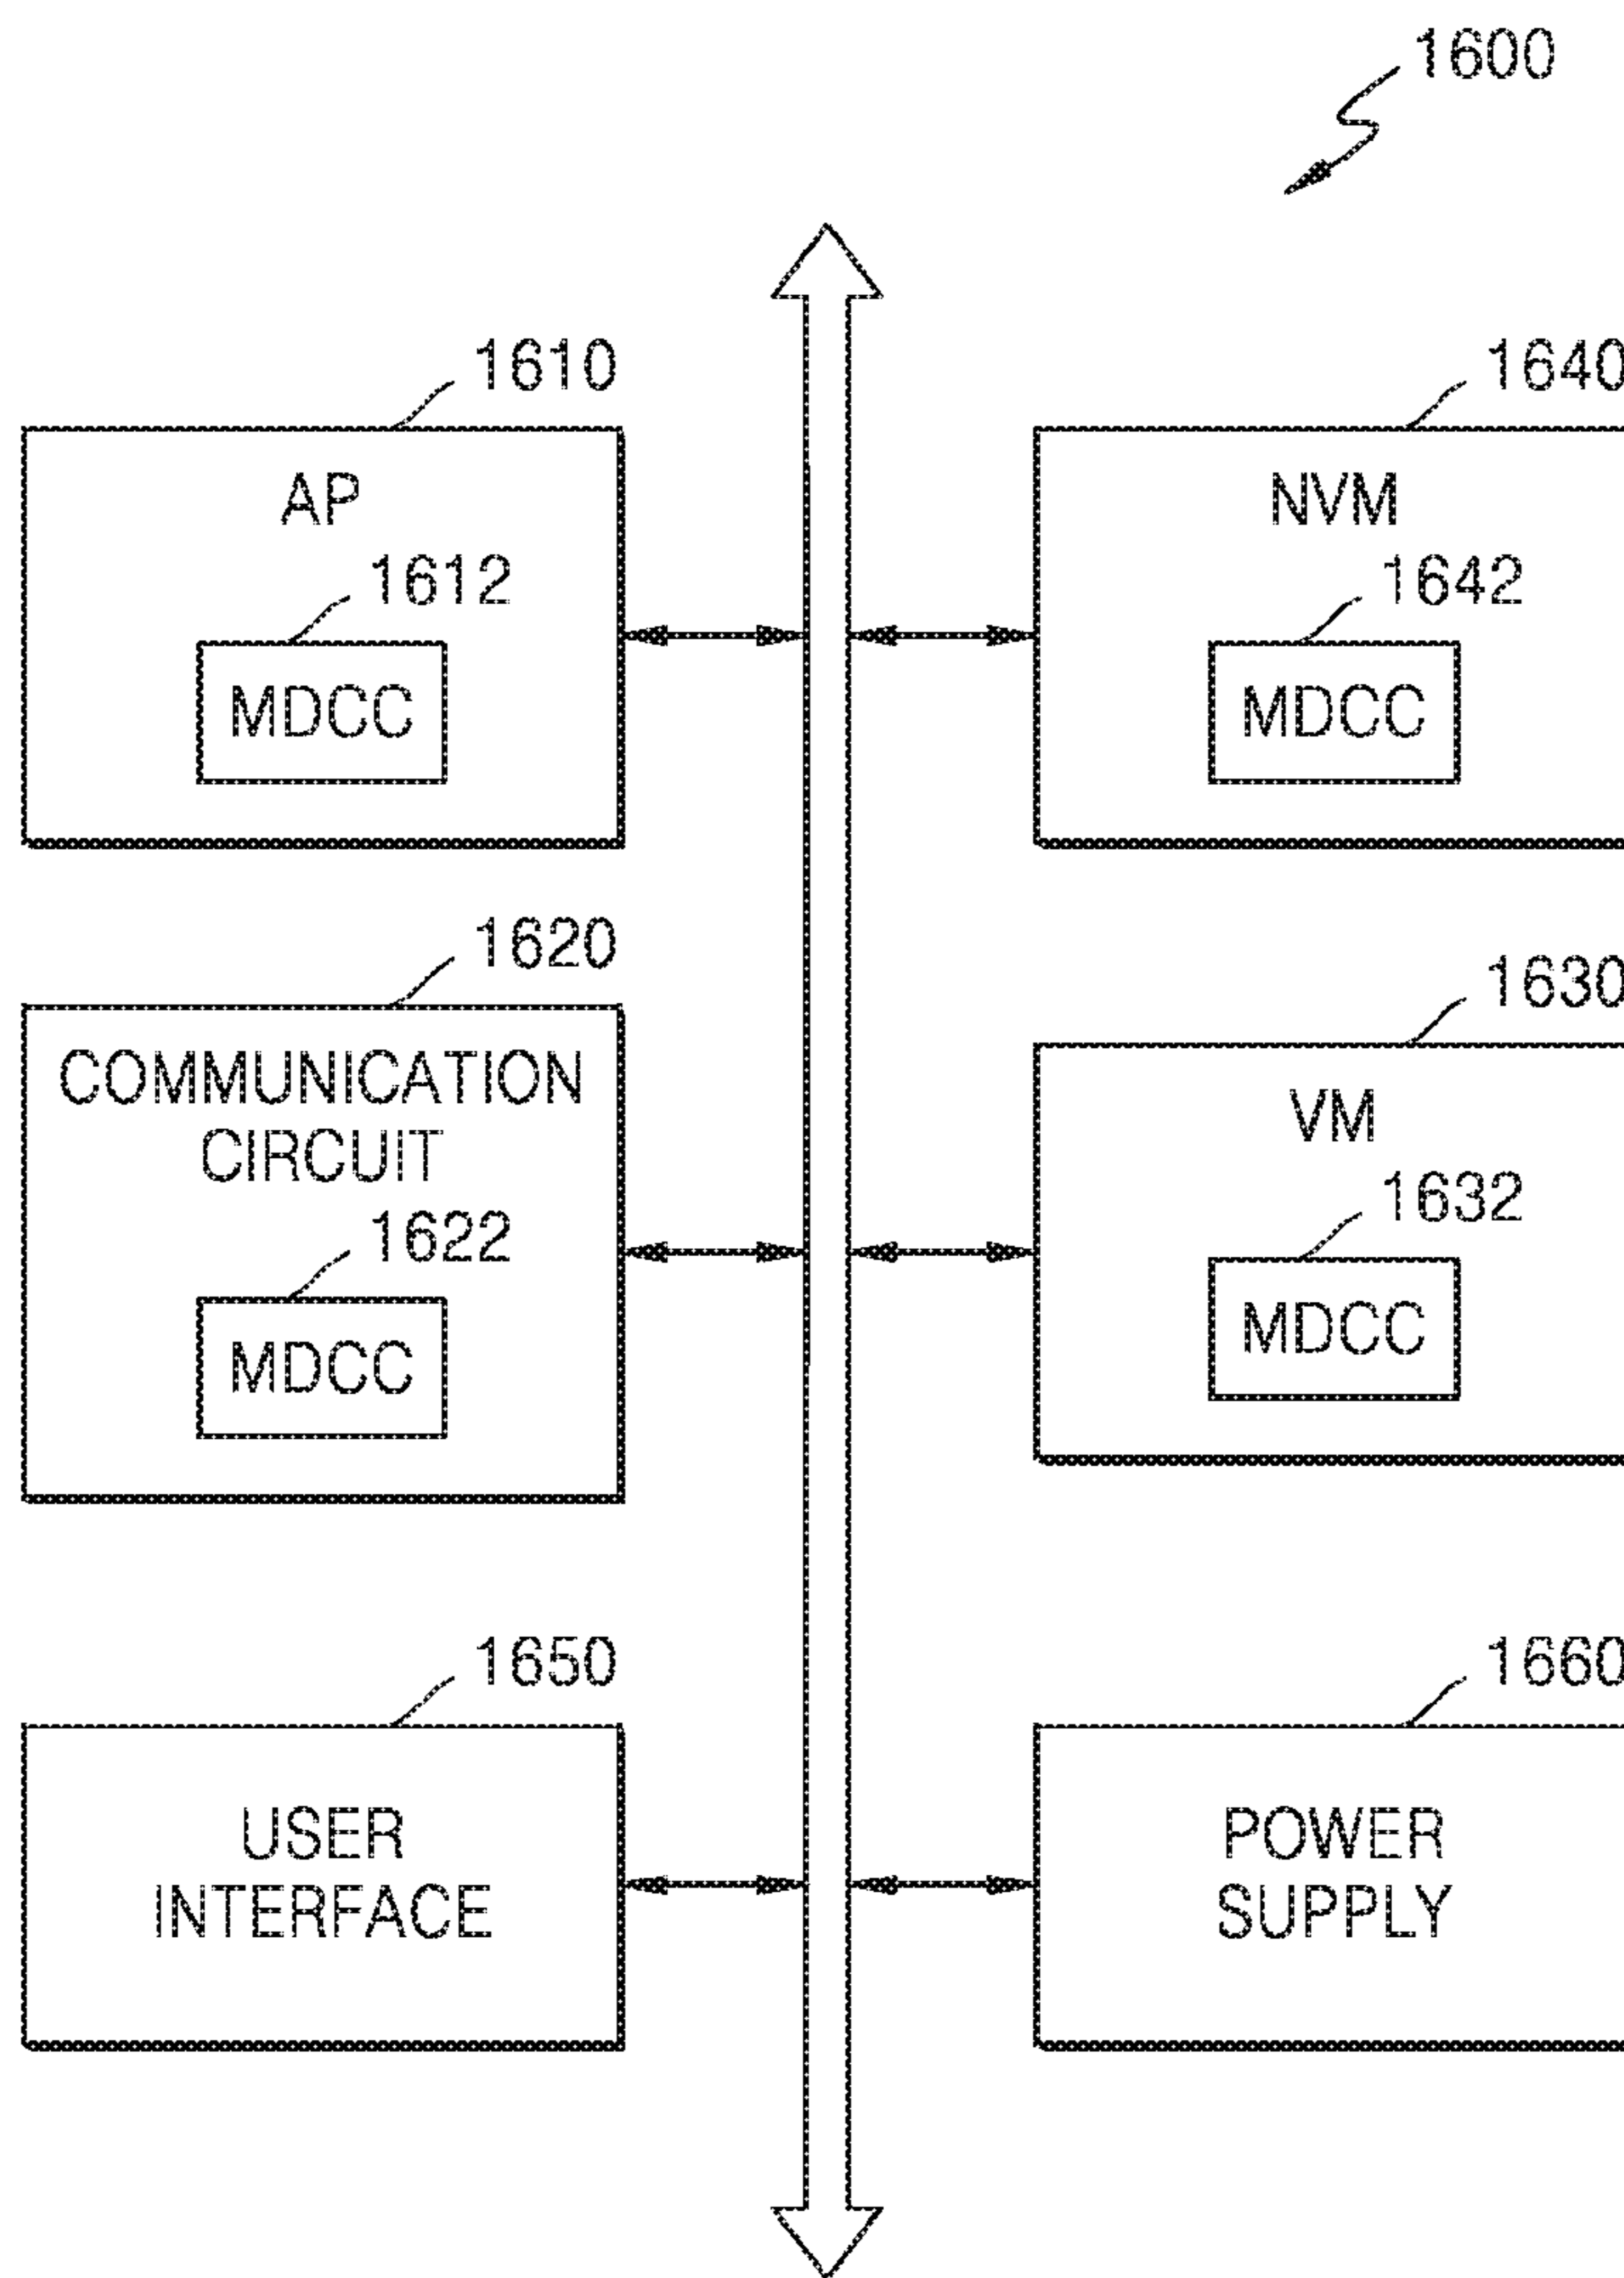 1600
1610
AP
1612
MDCC
1640
NVM
1642
MDCC
1620
COMMUNICATION
CIRCUIT
1622
MDCC
1630
VM
1632
MDCC
1650
USER
INTERFACE
1660
POWER
SUPPLY